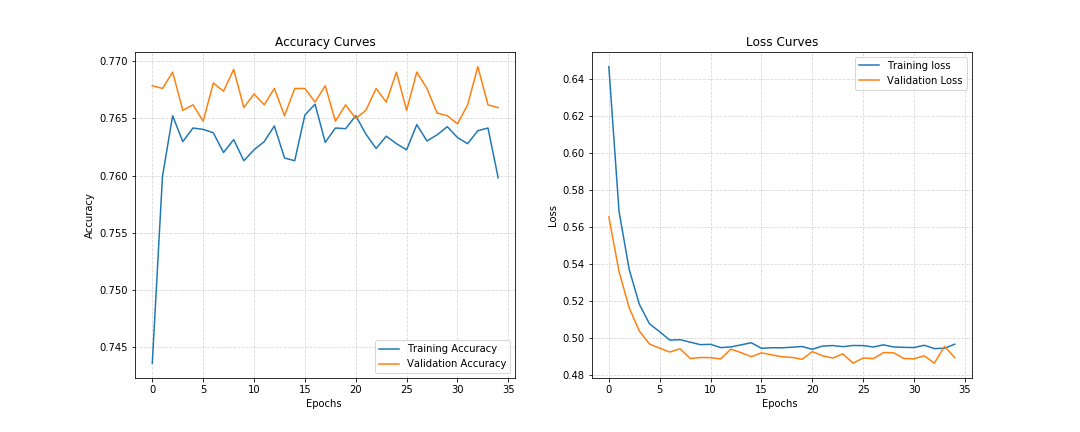 Accuracy Curves
0.770
0.765
0.760
0.755
0.750
0.745
Accuracy
0 5 10 15 20 25 30 35
Epochs
Training Accuracy
Validation Accuracy
Loss Curves
0.64
0.62
0.60
0.58
0.56
0.54
0.52
0.50
0.48
Loss
0 5 10 15 20 25 30 35
Epochs
Training loss
Validation Loss